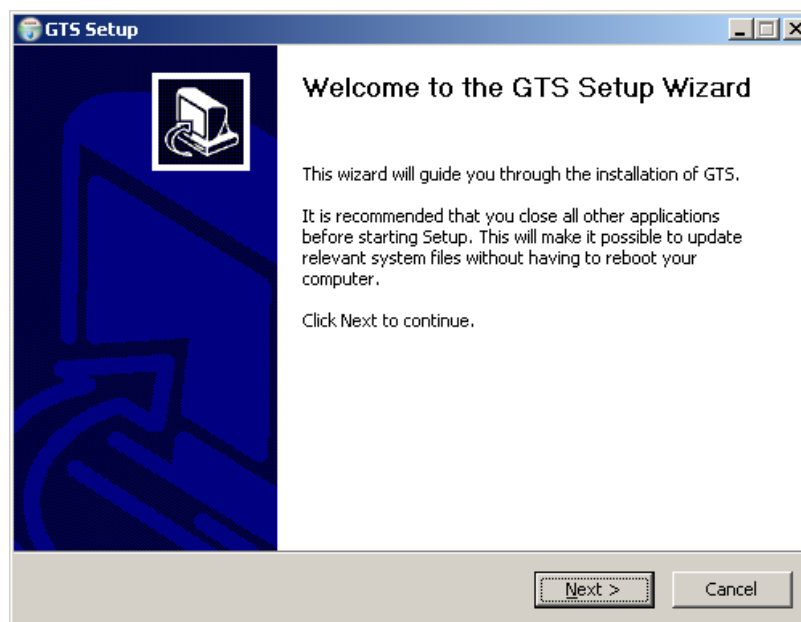 GTS Setup
Welcome to the GTS Setup Wizard
This wizard will guide you through the installation of GTS.
It is recommended that you close all other applications
before starting Setup. This will make it possible to update
relevant system files without having to reboot your
computer.
Click Next to continue.
Next >
Cancel